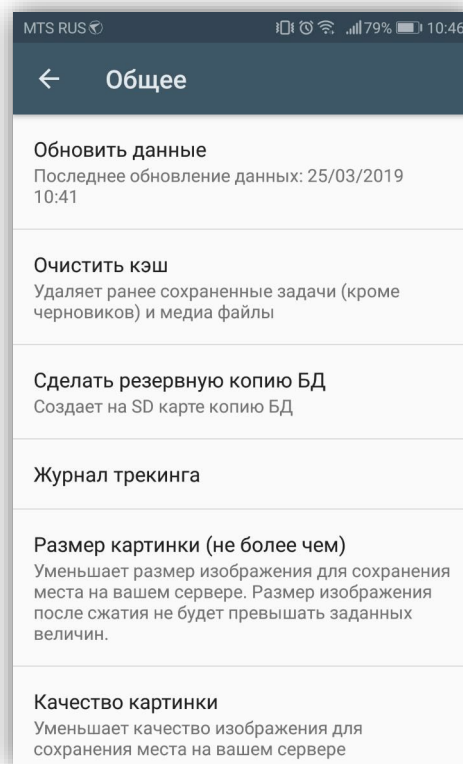 MTS RUS 79% 10:46
Общее
Обновить данные
Последнее обновление данных: 25/03/2019
10:41
Очистить кэш
Удаляет ранее сохраненные задачи (кроме
черновиков) и медиа файлы
Сделать резервную копию БД
Создает на SD карте копию БД
Журнал трекинга
Размер картинки (не более чем)
Уменьшает размер изображения для сохранения
места на вашем сервере. Размер изображения
после сжатия не будет превышать заданных
величин.
Качество картинки
Уменьшает качество изображения для
сохранения места на вашем сервере